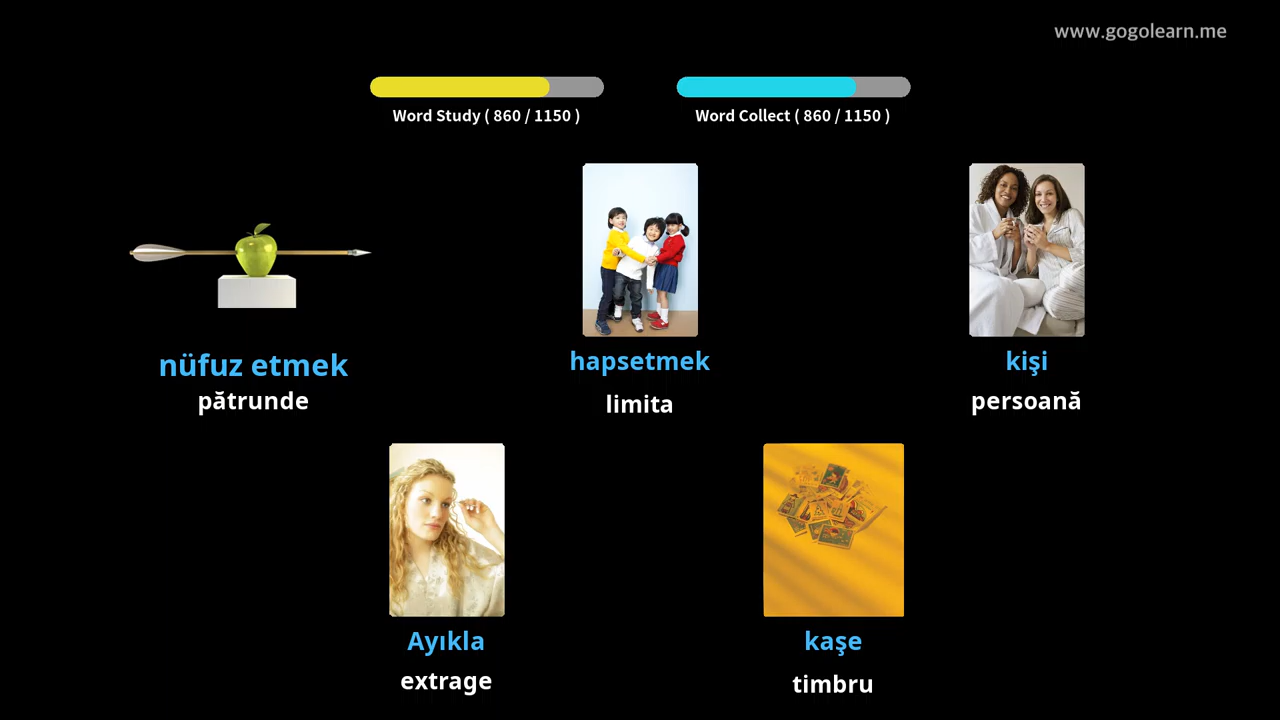 www.gogolearn.me
Word Study ( 860 / 1150 )
Word Collect ( 860 / 1150 )
nüfuz etmek
pătrunde
hapsetmek
limita
kişi
persoană
Ayıkla
extrage
kaşe
timbru